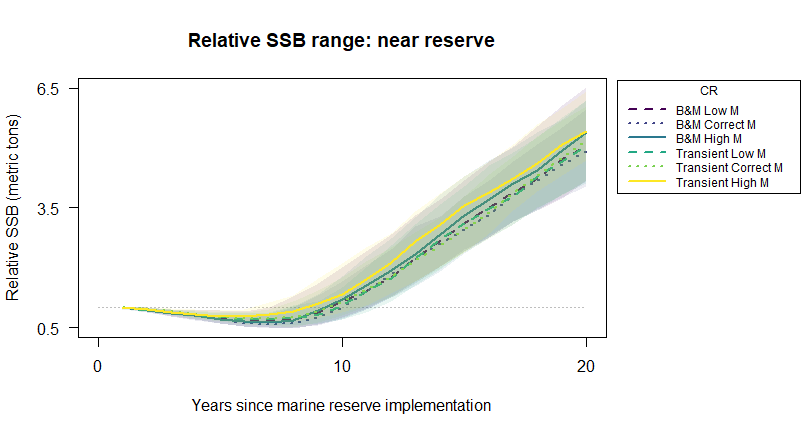 Relative SSB range: near reserve
Relative SSB (metric tons)
6.5
3.5
0.5
0
10
20
Years since marine reserve implementation
CR
B&M Low M
B&M Correct M
B&M High M
Transient Low M
Transient Correct M
Transient High M